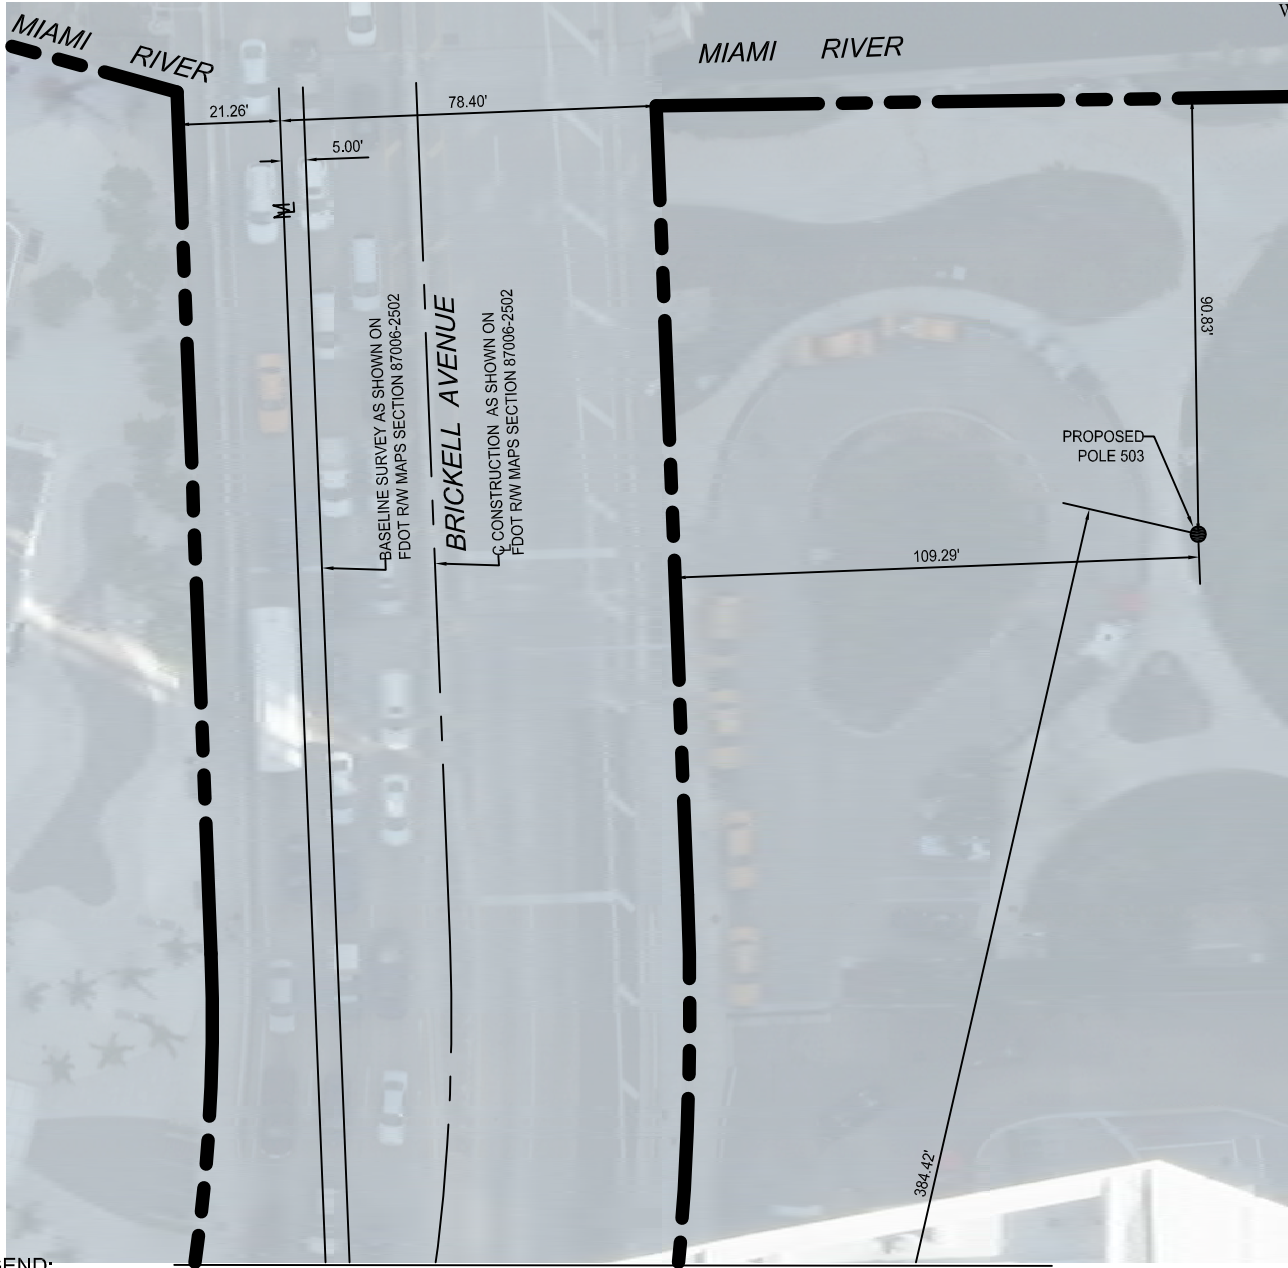 MIAMI RIVER
MIAMI RIVER
21.26'
78.40'
5.00'
ML
90.83'
BASELINE SURVEY AS SHOWN ON
FDOT R/W MAPS SECTION 87006-2502
BRICKELL AVENUE
℄ CONSTRUCTION AS SHOWN ON
FDOT R/W MAPS SECTION 87006-2502
PROPOSED
POLE 503
109.29'
384.42'